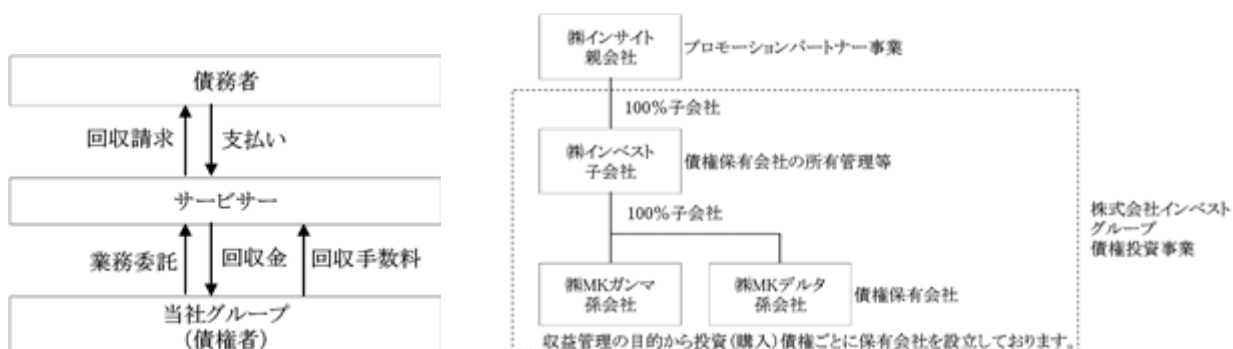 債務者
回収請求
支払い
サービサー
業務委託
回収金
回収手数料
当社グループ
(債権者)
㈱インサイト
親会社
プロモーションパートナー事業
100%子会社
㈱インベスト
子会社
債権保有会社の所有管理等
100%子会社
㈱MKガンマ
孫会社
㈱MKデルタ
孫会社
債権保有会社
収益管理の目的から投資(購入)債権ごとに保有会社を設立しております。
株式会社インベスト
グループ
債権投資事業